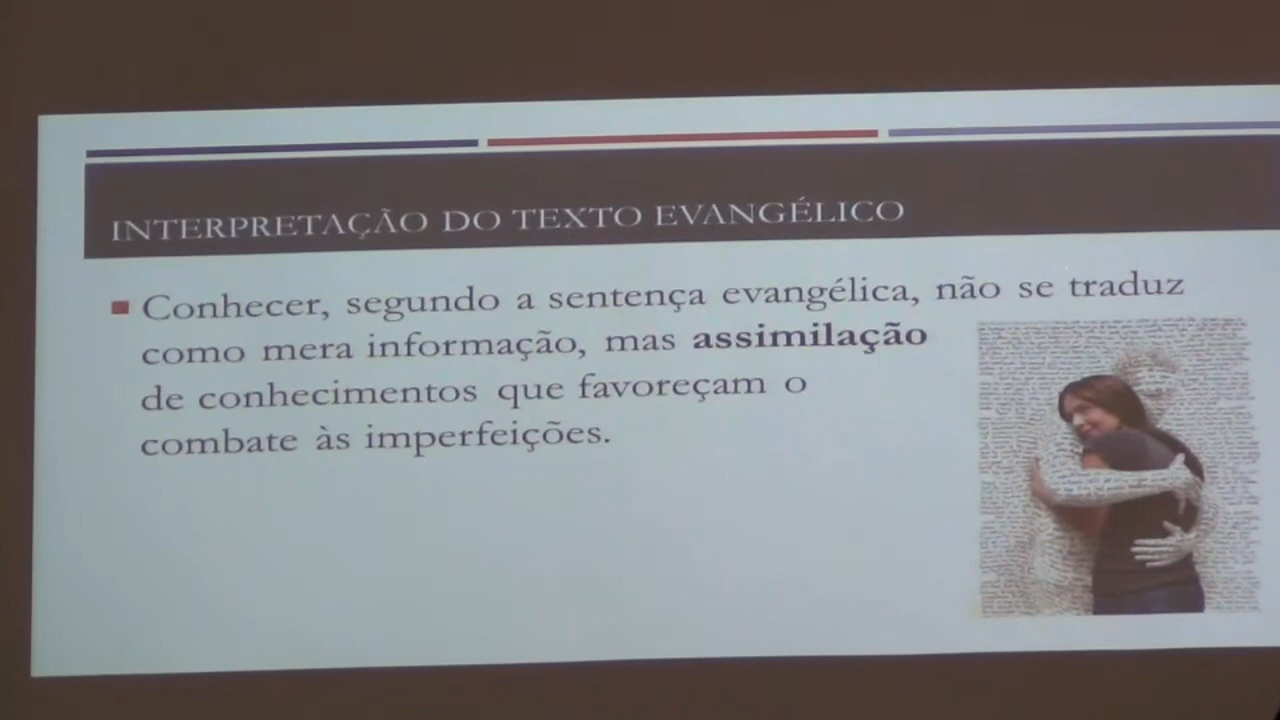 INTERPRETAÇÃO DO TEXTO EVANGÉLICO
Conhecer, segundo a sentença evangélica, não se traduz
como mera informação, mas assimilação
de conhecimentos que favoreçam o
combate às imperfeições.